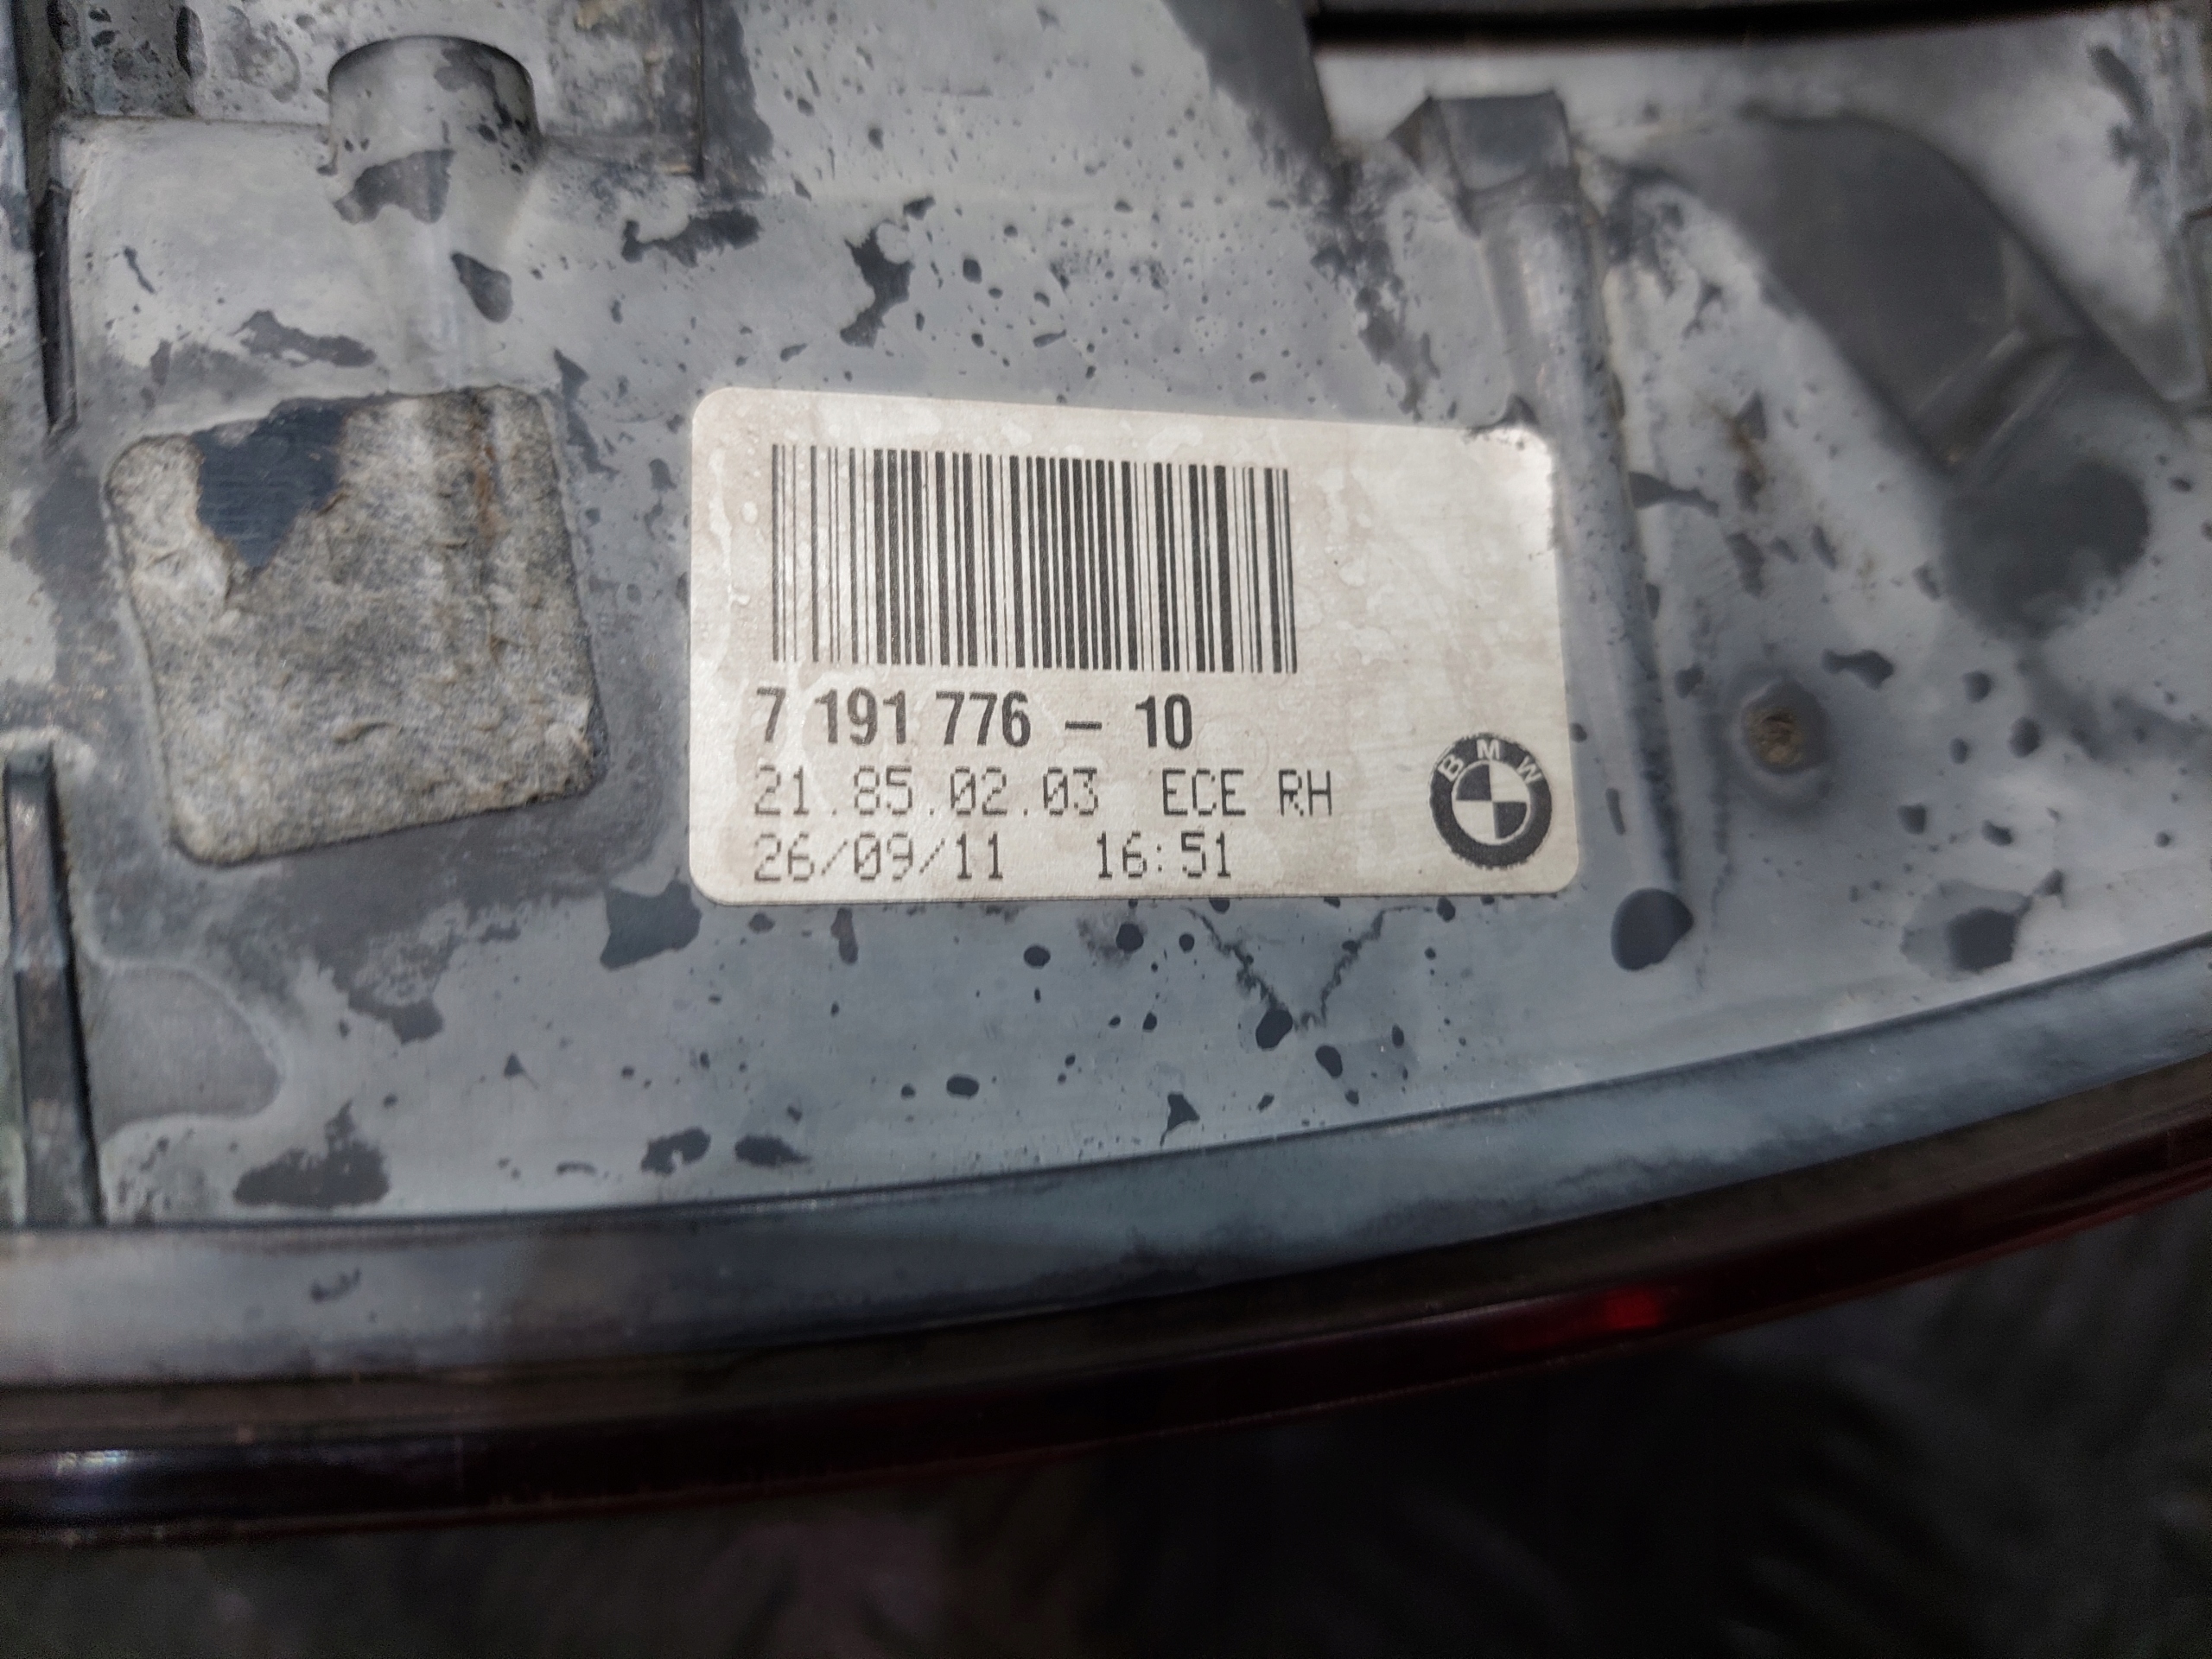 7 191 776 – 10
21.85.02.03 ECE RH
26/09/11 16:51
BMW